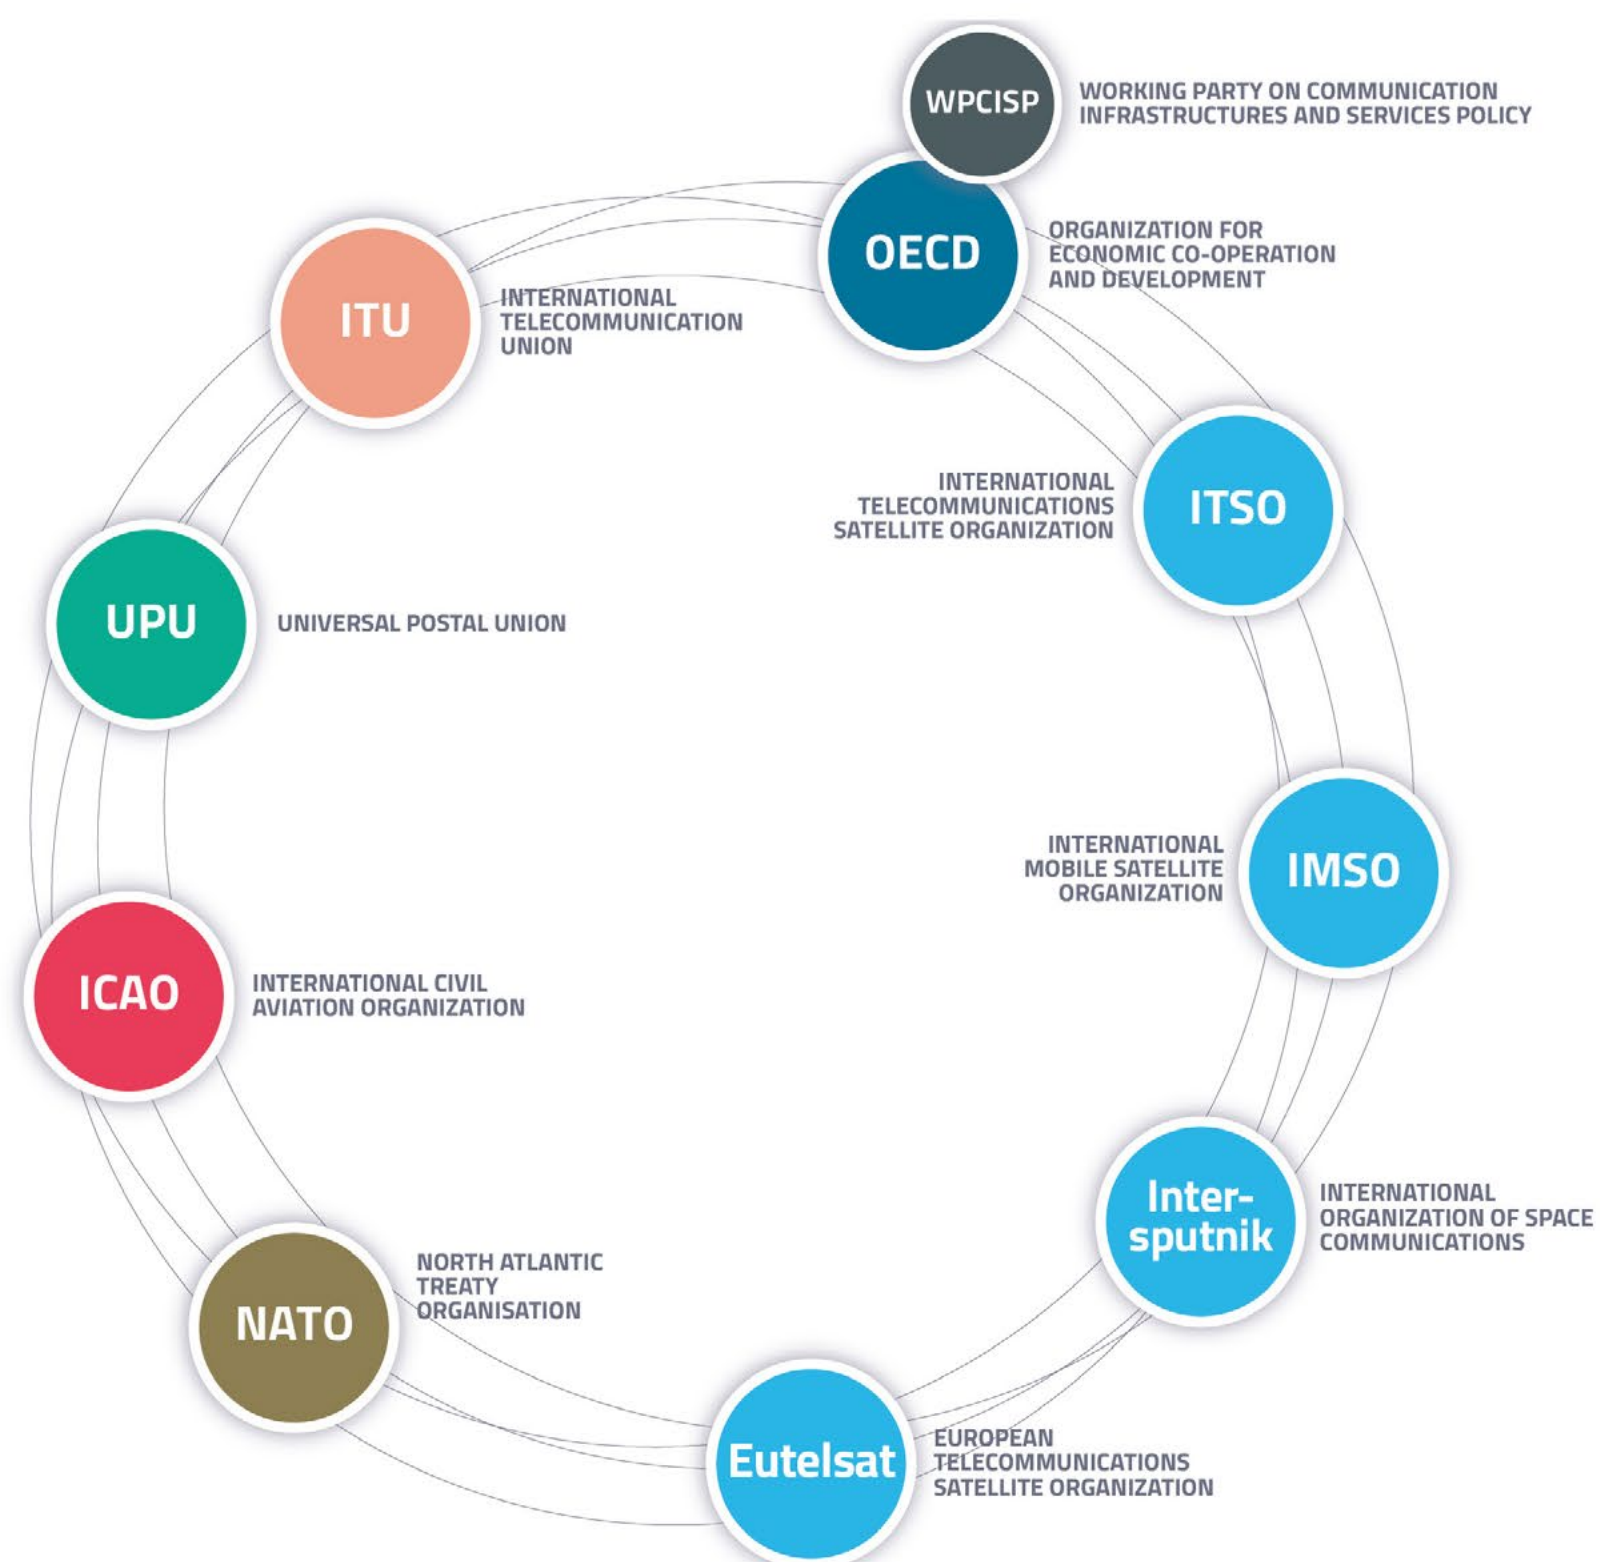 WPCISP
WORKING PARTY ON COMMUNICATION
INFRASTRUCTURES AND SERVICES POLICY
OECD
ORGANIZATION FOR
ECONOMIC CO-OPERATION
AND DEVELOPMENT
ITU
INTERNATIONAL
TELECOMMUNICATION
UNION
INTERNATIONAL
TELECOMMUNICATIONS
SATELLITE ORGANIZATION
ITSO
UPU
UNIVERSAL POSTAL UNION
INTERNATIONAL
MOBILE SATELLITE
ORGANIZATION
IMSO
ICAO
INTERNATIONAL CIVIL
AVIATION ORGANIZATION
Inter-
sputnik
INTERNATIONAL
ORGANIZATION OF SPACE
COMMUNICATIONS
NATO
NORTH ATLANTIC
TREATY
ORGANISATION
Eutelsat
EUROPEAN
TELECOMMUNICATIONS
SATELLITE ORGANIZATION